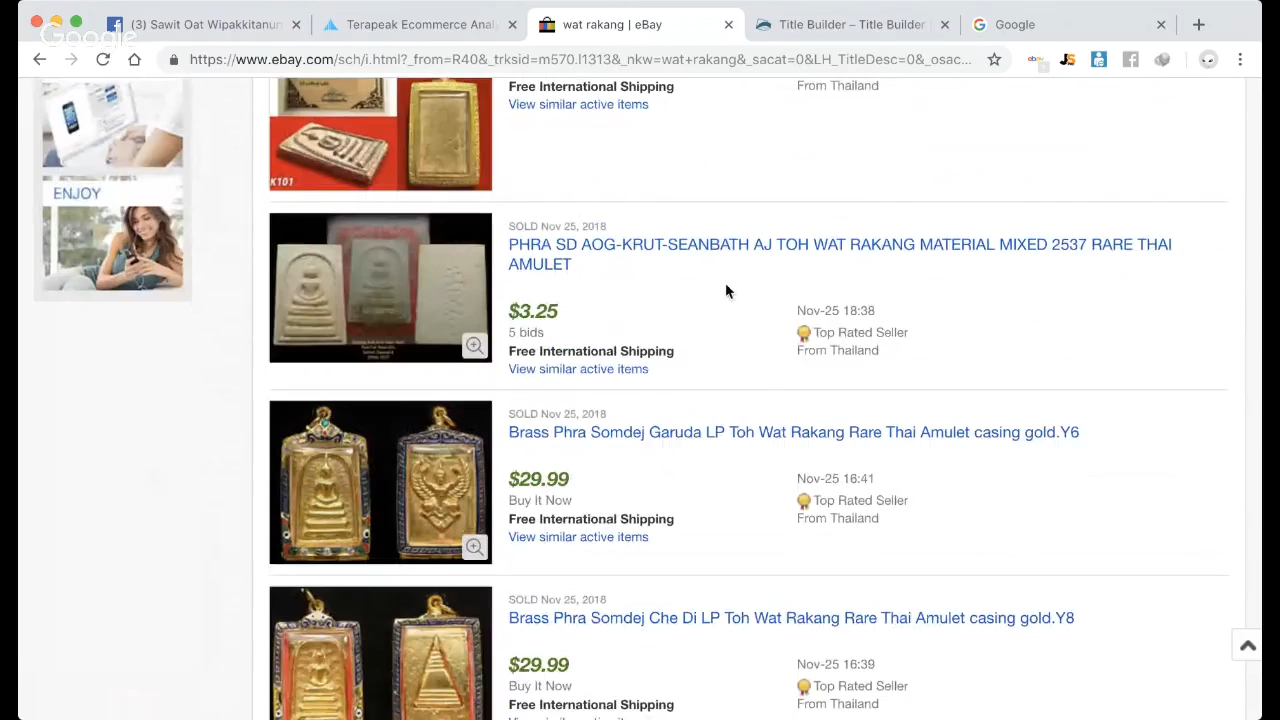 (3) Sawit Oat Wipakkitanun
Terapeak Ecommerce Anal
wat rakang | eBay
Title Builder – Title Builder |
Google
Google
https://www.ebay.com/sch/i.html?_from=R40&_trksid=m570.l1313&_nkw=wat+rakang&_sacat=0&LH_TitleDesc=0&_osac...
Free International Shipping
From Thailand
View similar active items
K101
ENJOY
SOLD Nov 25, 2018
PHRA SD AOG-KRUT-SEANBATH AJ TOH WAT RAKANG MATERIAL MIXED 2537 RARE THAI
AMULET
$3.25
Nov-25 18:38
5 bids
Top Rated Seller
Free International Shipping
From Thailand
View similar active items
SOLD Nov 25, 2018
Brass Phra Somdej Garuda LP Toh Wat Rakang Rare Thai Amulet casing gold.Y6
$29.99
Nov-25 16:41
Buy It Now
Top Rated Seller
Free International Shipping
From Thailand
View similar active items
SOLD Nov 25, 2018
Brass Phra Somdej Che Di LP Toh Wat Rakang Rare Thai Amulet casing gold.Y8
$29.99
Nov-25 16:39
Buy It Now
Top Rated Seller
Free International Shipping
From Thailand